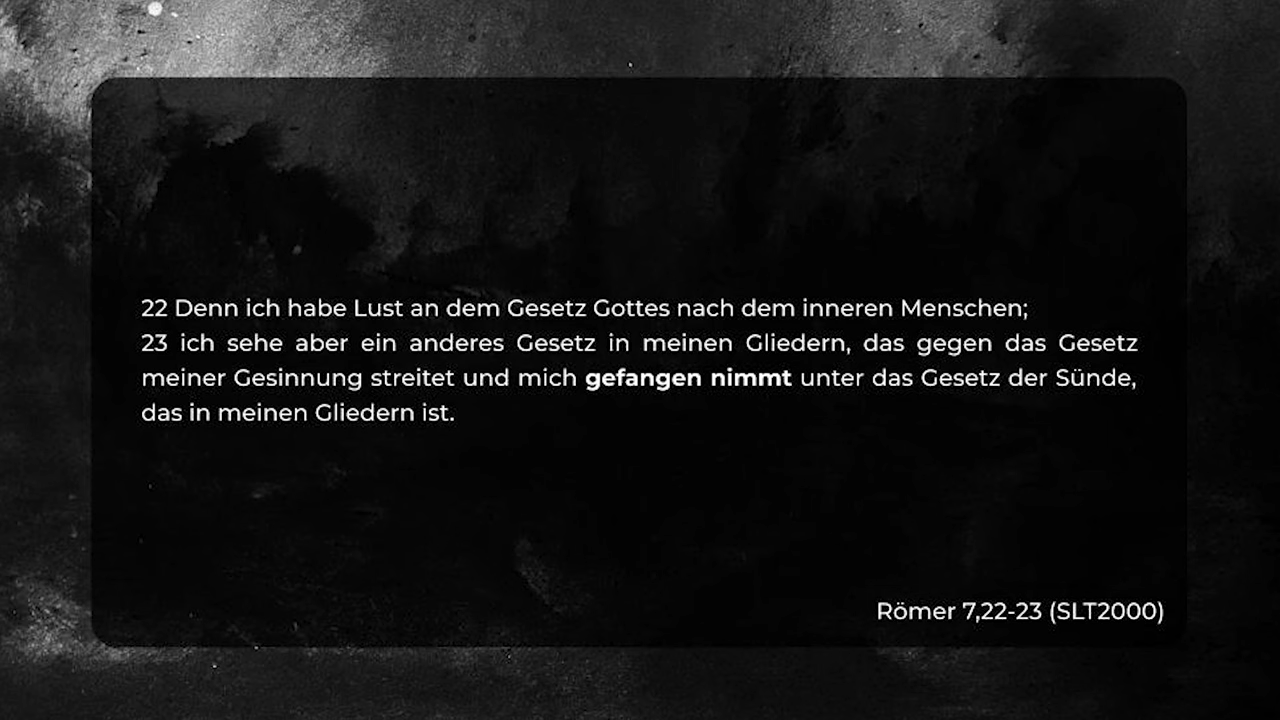 22 Denn ich habe Lust an dem Gesetz Gottes nach dem inneren Menschen;
23 ich sehe aber ein anderes Gesetz in meinen Gliedern, das gegen das Gesetz
meiner Gesinnung streitet und mich gefangen nimmt unter das Gesetz der Sünde,
das in meinen Gliedern ist.
Römer 7,22-23 (SLT2000)